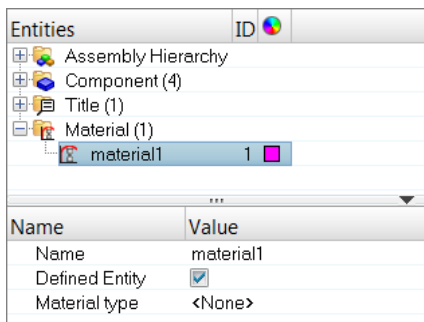 Entities ID
Assembly Hierarchy
Component (4)
Title (1)
Material (1)
material1 1
Name Value
Name material1
Defined Entity
Material type <None>